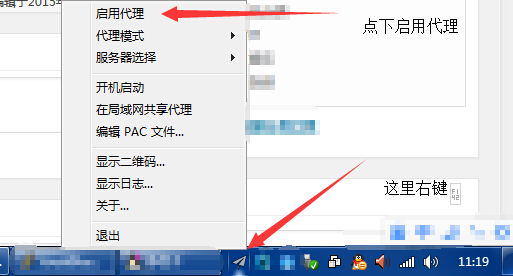 编辑于2015年
启用代理
点下启用代理
代理模式
服务器选择
开机启动
在局域网共享代理
编辑 PAC 文件...
显示二维码...
显示日志...
关于...
这里右键
退出
11:19